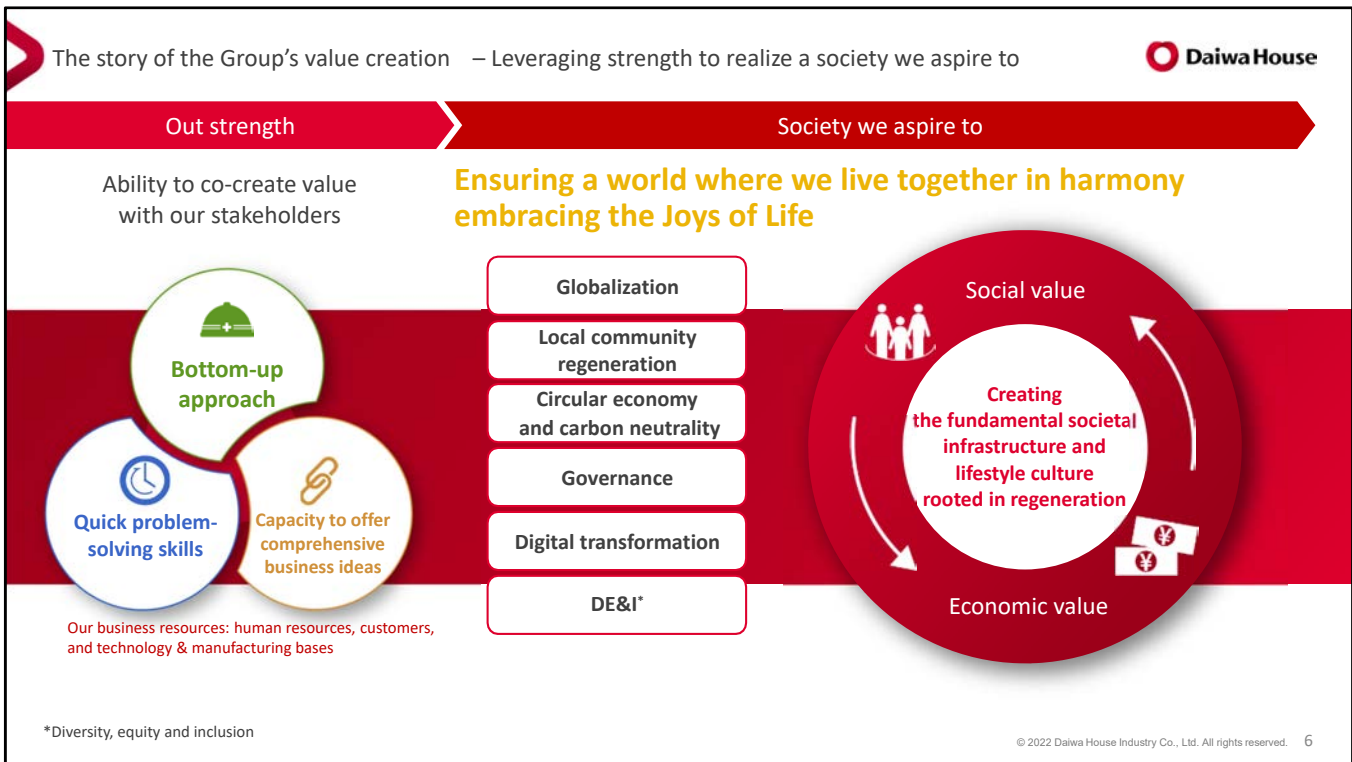 The story of the Group's value creation – Leveraging strength to realize a society we aspire to
Daiwa House
Out strength
Society we aspire to
Ability to co-create value
with our stakeholders
Ensuring a world where we live together in harmony
embracing the Joys of Life
Bottom-up
approach
Quick problem-
solving skills
Capacity to offer
comprehensive
business ideas
Our business resources: human resources, customers,
and technology & manufacturing bases
Globalization
Local community
regeneration
Circular economy
and carbon neutrality
Governance
Digital transformation
DE&I*
Social value
Creating
the fundamental societal
infrastructure and
lifestyle culture
rooted in regeneration
¥
¥
Economic value
*Diversity, equity and inclusion
© 2022 Daiwa House Industry Co., Ltd. All rights reserved. 6